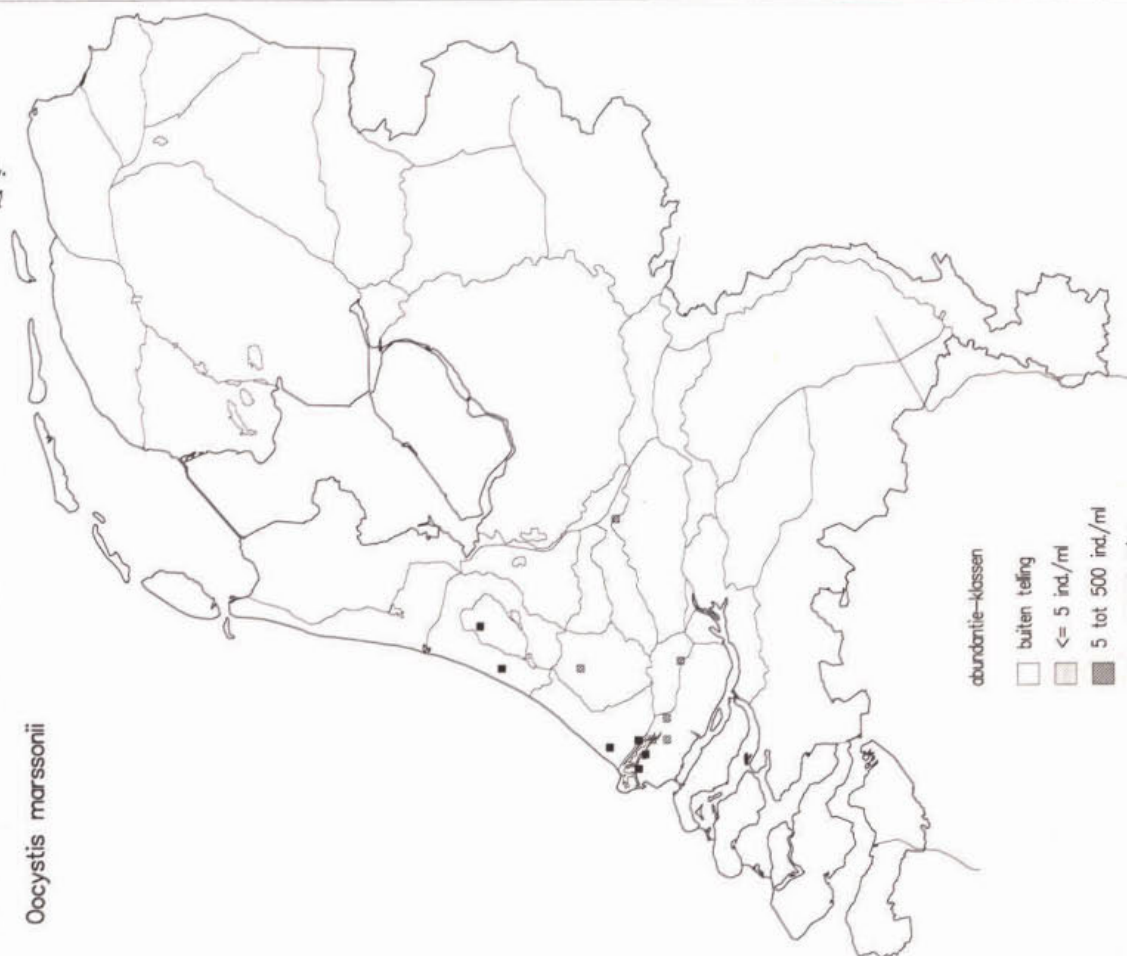 Oocystis marssonii
abundantie-klassen
buiten telling
<= 5 ind./ml
5 tot 500 ind./ml